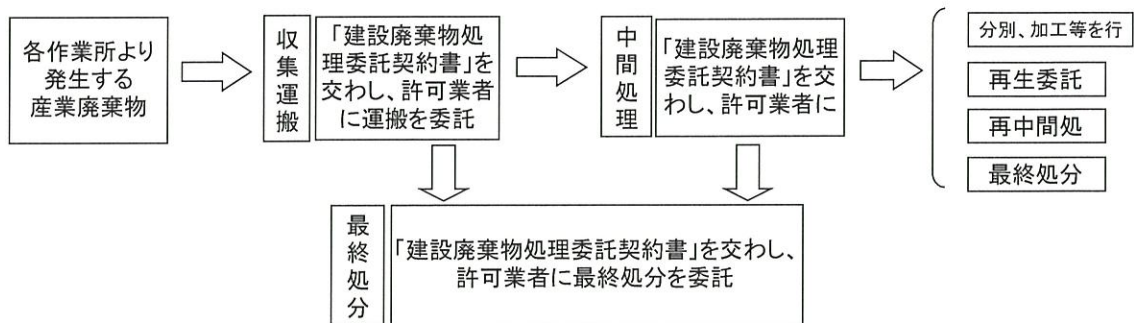 各作業所より
発生する
産業廃棄物
収集運搬
「建設廃棄物処
理委託契約書」を
交わし、許可業者
に運搬を委託
中間処理
「建設廃棄物処理
委託契約書」を交
わし、許可業者に
分別、加工等を行
再生委託
再中間処
最終処分
最終処分
「建設廃棄物処理委託契約書」を交わし、
許可業者に最終処分を委託